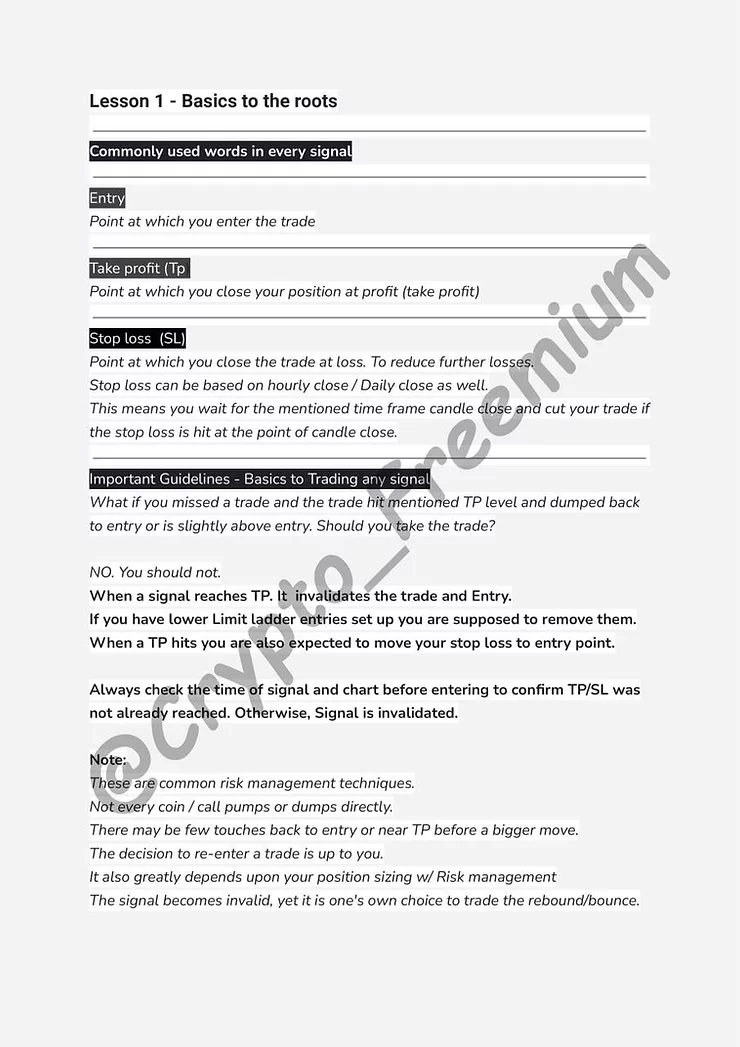 Lesson 1 - Basics to the roots
Commonly used words in every signal
Entry
Point at which you enter the trade
Take profit (Tp
Point at which you close your position at profit (take profit)
Stop loss  (SL)
Point at which you close the trade at loss. To reduce further losses.
Stop loss can be based on hourly close / Daily close as well.
This means you wait for the mentioned time frame candle close and cut your trade if
the stop loss is hit at the point of candle close.
Important Guidelines - Basics to Trading any signal
What if you missed a trade and the trade hit mentioned TP level and dumped back
to entry or is slightly above entry. Should you take the trade?
NO. You should not.
When a signal reaches TP. It  invalidates the trade and Entry.
If you have lower Limit ladder entries set up you are supposed to remove them.
When a TP hits you are also expected to move your stop loss to entry point.
Always check the time of signal and chart before entering to confirm TP/SL was
not already reached. Otherwise, Signal is invalidated.
Note:
These are common risk management techniques.
Not every coin / call pumps or dumps directly.
There may be few touches back to entry or near TP before a bigger move.
The decision to re-enter a trade is up to you.
It also greatly depends upon your position sizing w/ Risk management
The signal becomes invalid, yet it is one's own choice to trade the rebound/bounce.
@Crypto_Freemium